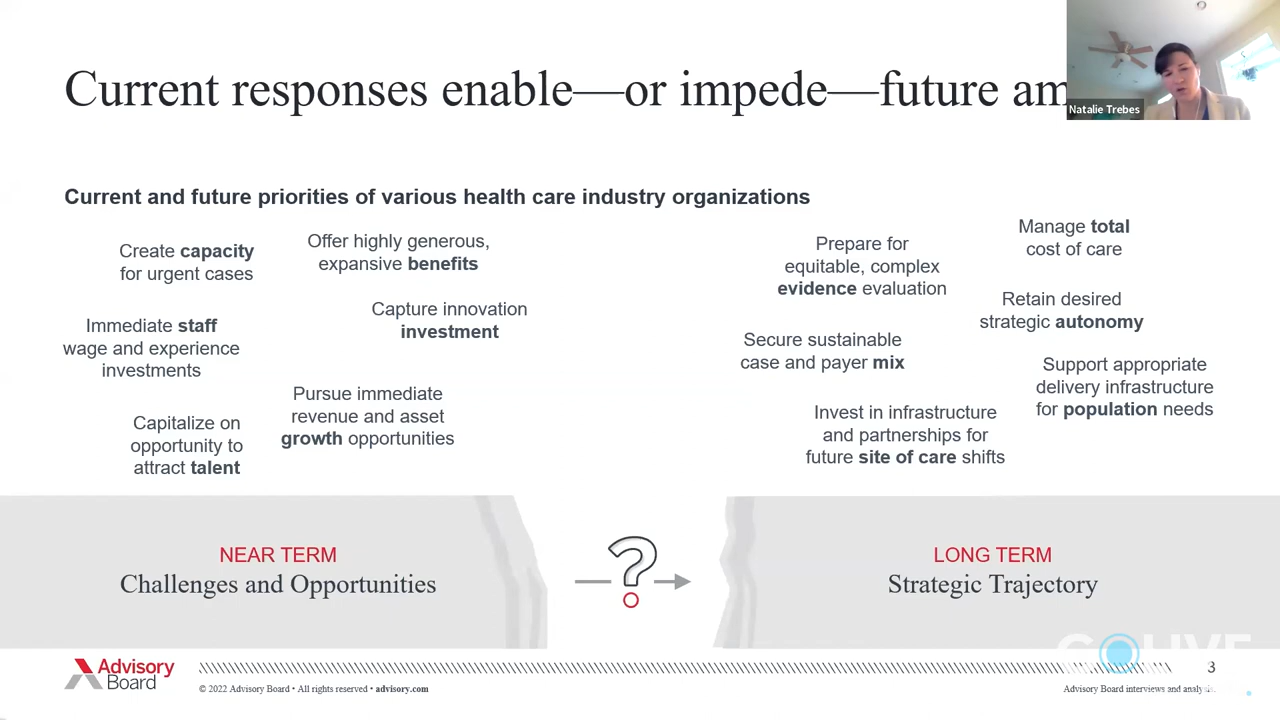 Current responses enable—or impede—future am
Natalie Trebes
Current and future priorities of various health care industry organizations
Create capacity
for urgent cases
Offer highly generous,
expansive benefits
Capture innovation
investment
Immediate staff
wage and experience
investments
Pursue immediate
revenue and asset
growth opportunities
Capitalize on
opportunity to
attract talent
Prepare for
equitable, complex
evidence evaluation
Manage total
cost of care
Retain desired
strategic autonomy
Secure sustainable
case and payer mix
Support appropriate
delivery infrastructure
for population needs
Invest in infrastructure
and partnerships for
future site of care shifts
NEAR TERM
Challenges and Opportunities
?
LONG TERM
Strategic Trajectory
Advisory
Board
© 2022 Advisory Board • All rights reserved • advisory.com
3
Advisory Board interviews and analysis.